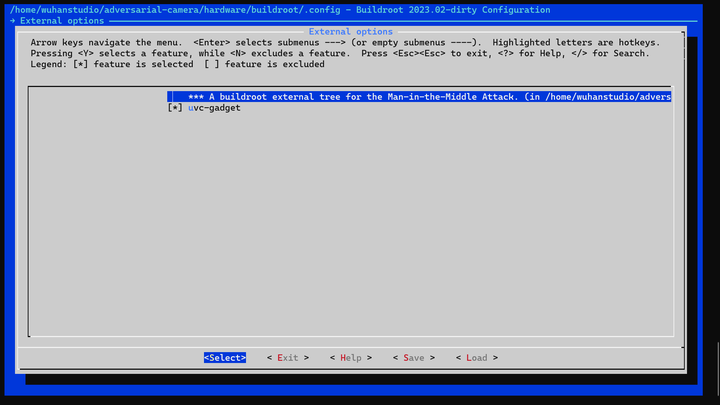 /home/wuhanstudio/adversarial-camera/hardware/buildroot/.config - Buildroot 2023.02-dirty Configuration
→ External options
External options
Arrow keys navigate the menu.  <Enter> selects submenus ---> (or empty submenus ----).  Highlighted letters are hotkeys.
Pressing <Y> selects a feature, while <N> excludes a feature.  Press <Esc><Esc> to exit, <?> for Help, </> for Search.
Legend: [*] feature is selected  [ ] feature is excluded
*** A buildroot external tree for the Man-in-the-Middle Attack. (in /home/wuhanstudio/advers
[*] uvc-gadget
<Select>    < Exit >    < Help >    < Save >    < Load >